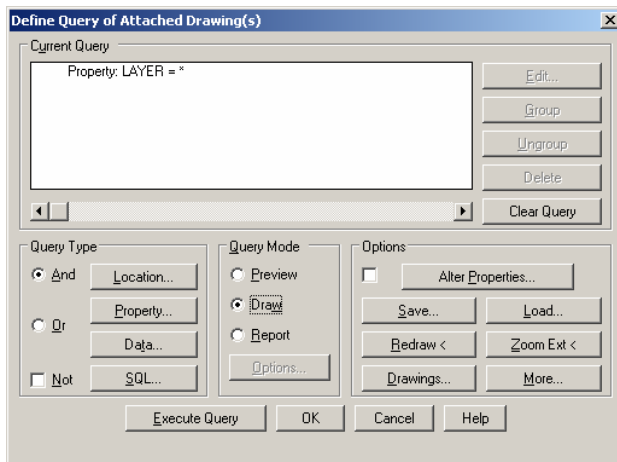 Define Query of Attached Drawing(s)
Current Query
Property: LAYER = *
Edit...
Group
Ungroup
Delete
Clear Query
Query Type
And
Or
Not
Location...
Property...
Data...
SQL...
Query Mode
Preview
Draw
Report
Options...
Options
Alter Properties...
Save...
Load...
Redraw <
Zoom Ext <
Drawings...
More...
Execute Query
OK
Cancel
Help